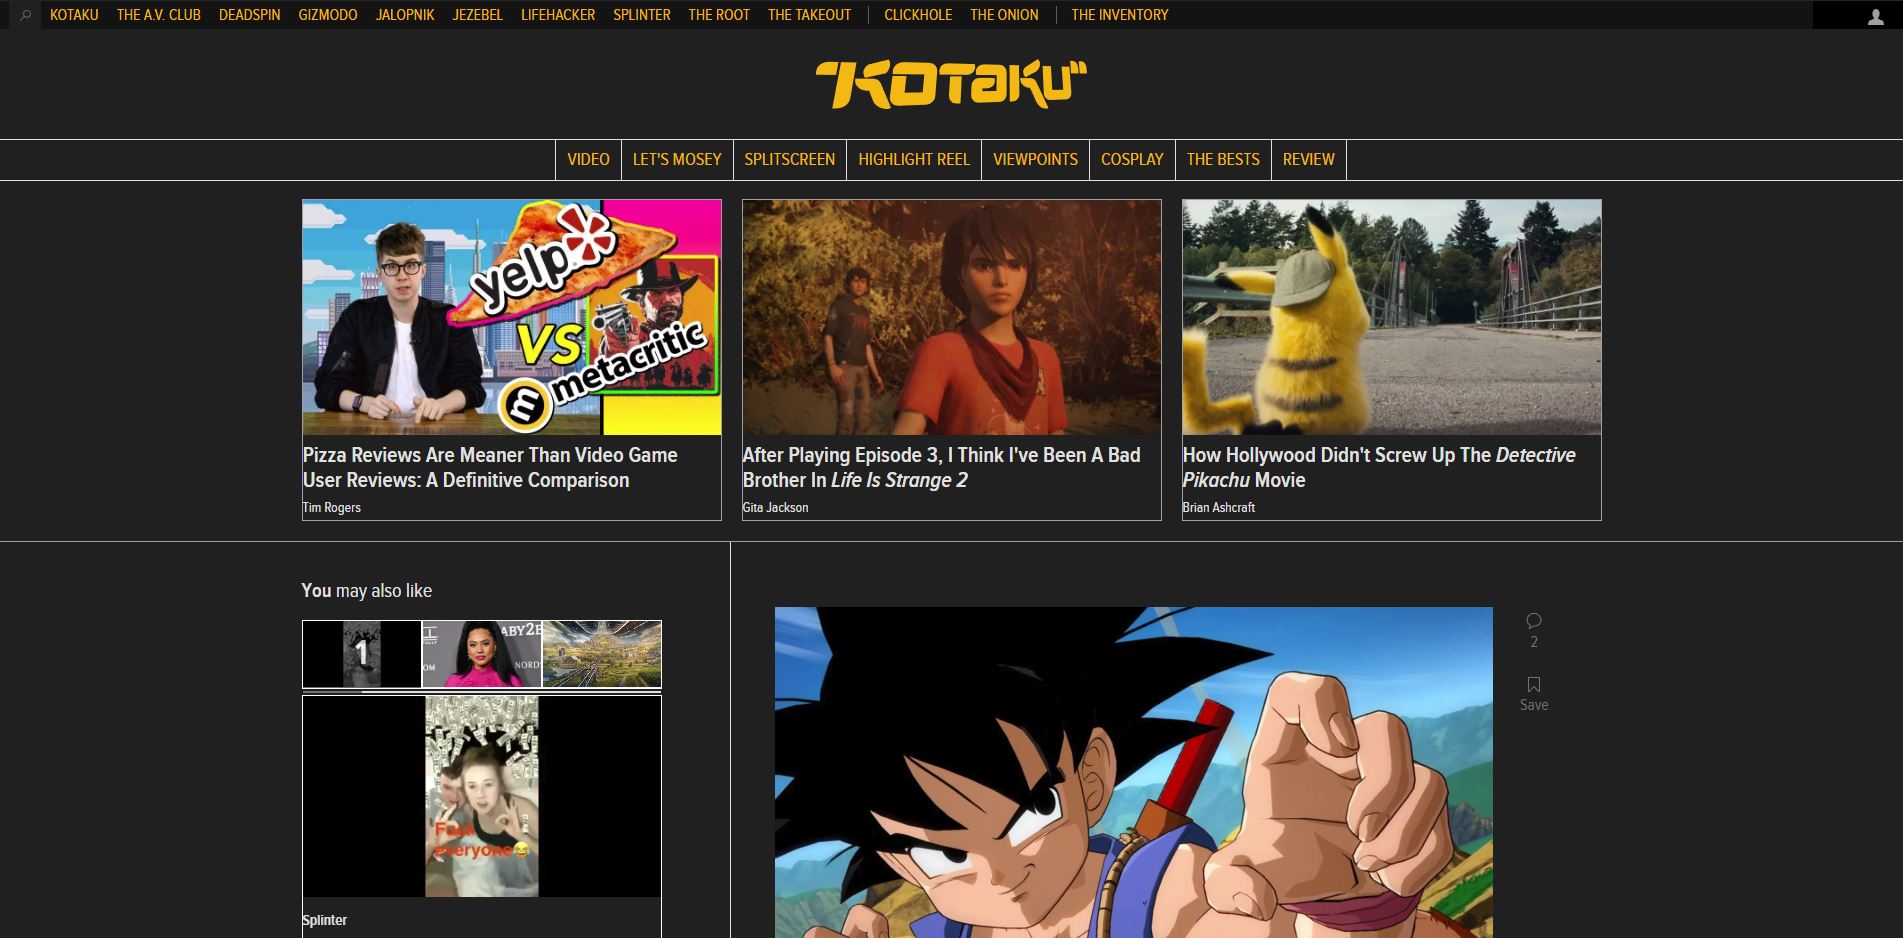 KOTAKU THE A.V. CLUB DEADSPIN GIZMODO JALOPNIK JEZEBEL LIFEHACKER SPLINTER THE ROOT THE TAKEOUT CLICKHOLE THE ONION THE INVENTORY
KOTAKU
VIDEO LET'S MOSEY SPLITSCREEN HIGHLIGHT REEL VIEWPOINTS COSPLAY THE BESTS REVIEW
yelp
VS
m metacritic
Pizza Reviews Are Meaner Than Video Game
User Reviews: A Definitive Comparison
Tim Rogers
After Playing Episode 3, I Think I've Been A Bad
Brother In Life Is Strange 2
Gita Jackson
How Hollywood Didn't Screw Up The Detective
Pikachu Movie
Brian Ashcraft
You may also like
1
ABY2B
OM
NORD
Fuck
everyone😂
Splinter
2
Save